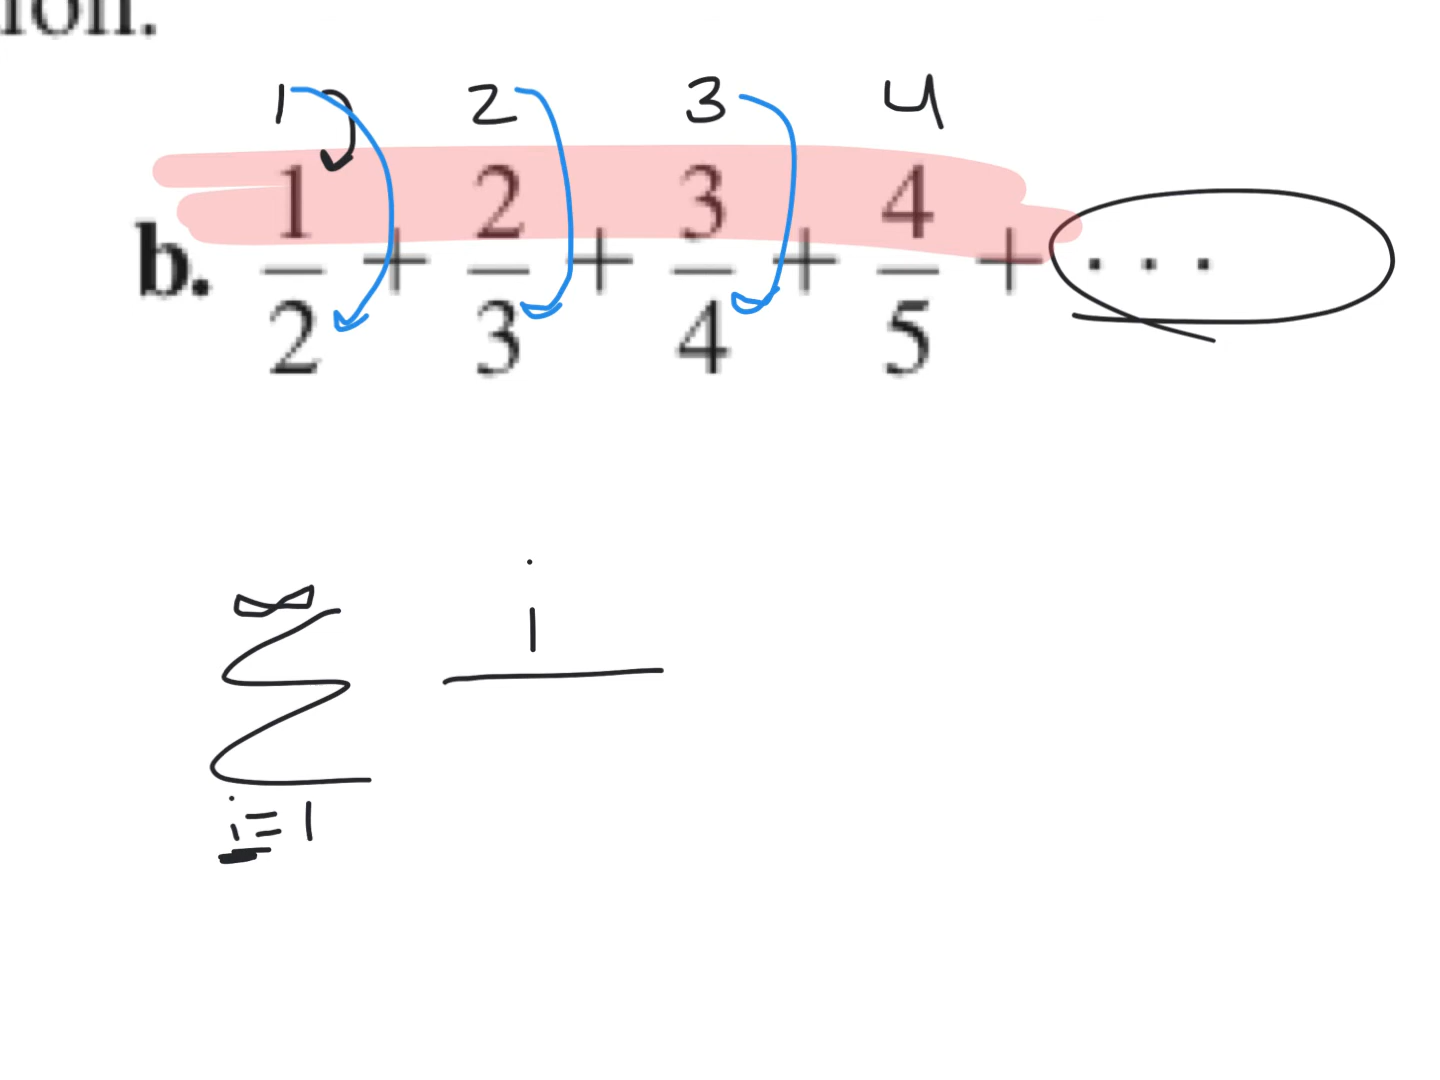 ion.
1 2 3 4
b. 1/2 + 2/3 + 3/4 + 4/5 + . . .
∞
Σ i/
i=1